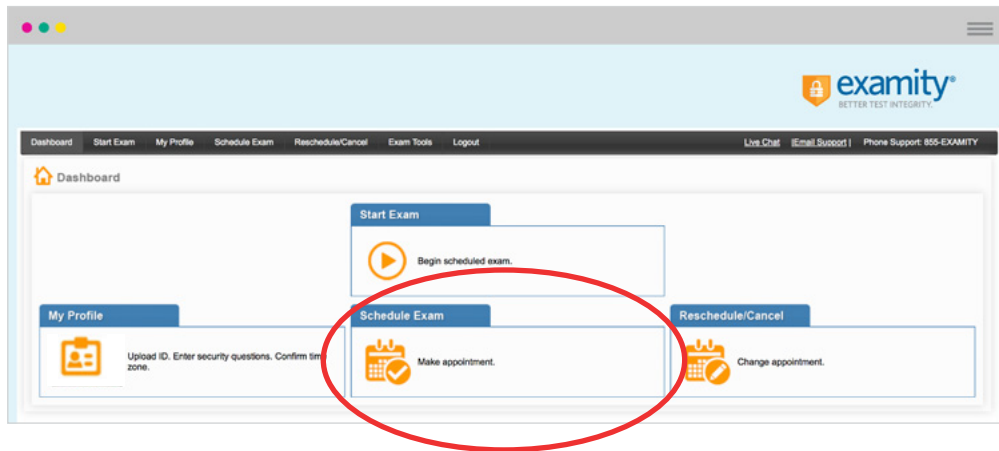 examity®
BETTER TEST INTEGRITY.
Dashboard Start Exam My Profile Schedule Exam Reschedule/Cancel Exam Tools Logout Live Chat |Email Support| Phone Support: 855-EXAMITY
Dashboard
Start Exam
Begin scheduled exam.
My Profile
Upload ID. Enter security questions. Confirm time
zone.
Schedule Exam
Make appointment.
Reschedule/Cancel
Change appointment.